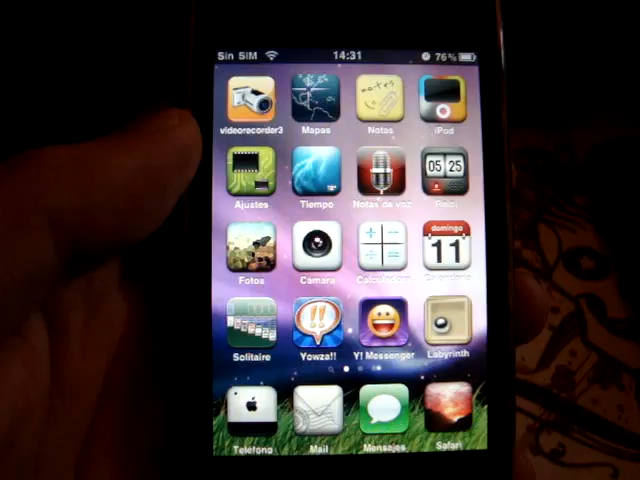 Sin SIM 14:31 76%
notes
videorecorder3 Mapas Notas iPod
05 25
Ajustes Tiempo Notas de voz Reloj
domingo
11
Fotos Cámara Calculadora Calendario
Solitaire Yowza!! Y! Messenger Labyrinth
Teléfono Mail Mensajes Safari